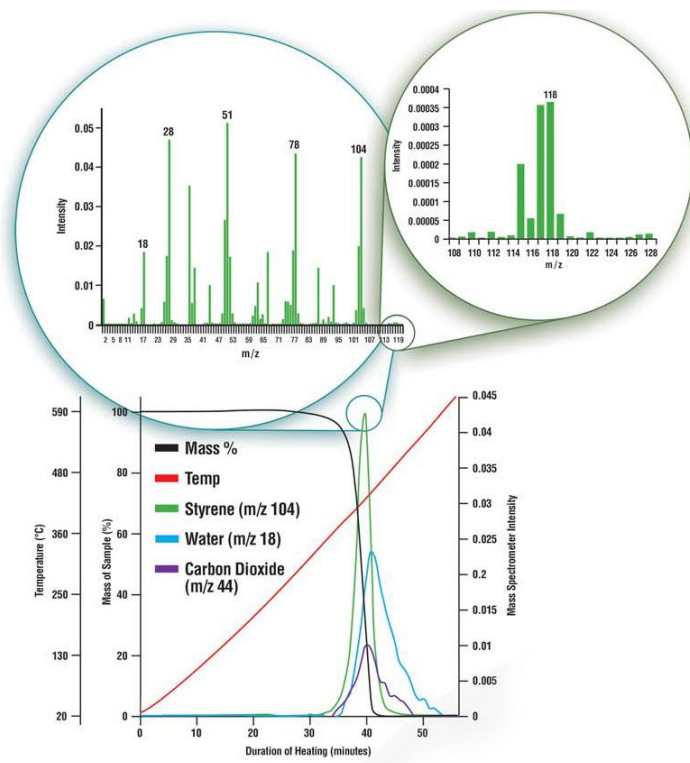 0.05
0.04
0.03
0.02
0.01
0
Intensity
18
28
51
78
104
2 5 8 11 17 23 29 35 41 47 53 59 65 71 77 83 89 95 101 107 113 119
m/z
0.0004
0.00035
0.0003
0.00025
0.0002
0.00015
0.0001
0.00005
0
Intensity
118
108 110 112 114 116 118 120 122 124 126 128
m/z
590
480
360
250
130
20
Temperature (°C)
100
80
60
40
20
0
Mass of Sample (%)
Mass %
Temp
Styrene (m/z 104)
Water (m/z 18)
Carbon Dioxide
(m/z 44)
0.045
0.04
0.035
0.03
0.025
0.2
0.015
0.01
0.005
0
Mass Spectrometer Intensity
0 10 20 30 40 50
Duration of Heating (minutes)